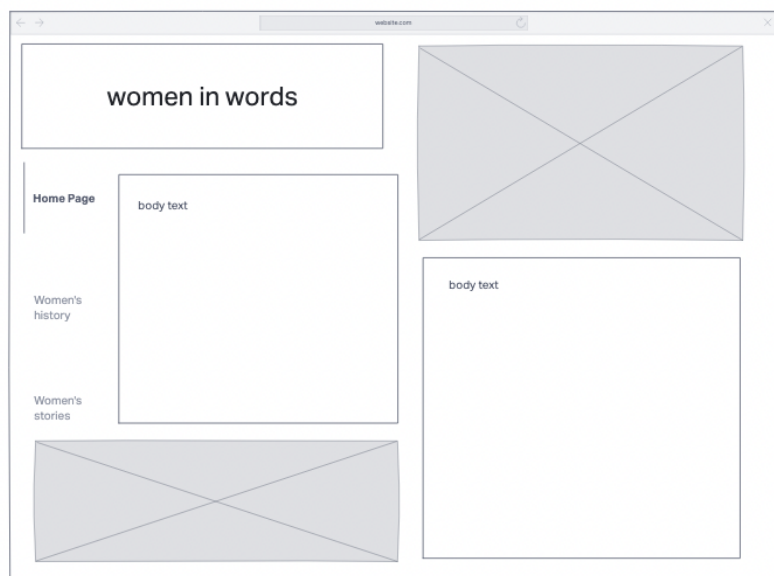 website.com
women in words
Home Page
body text
body text
Women's
history
Women's
stories